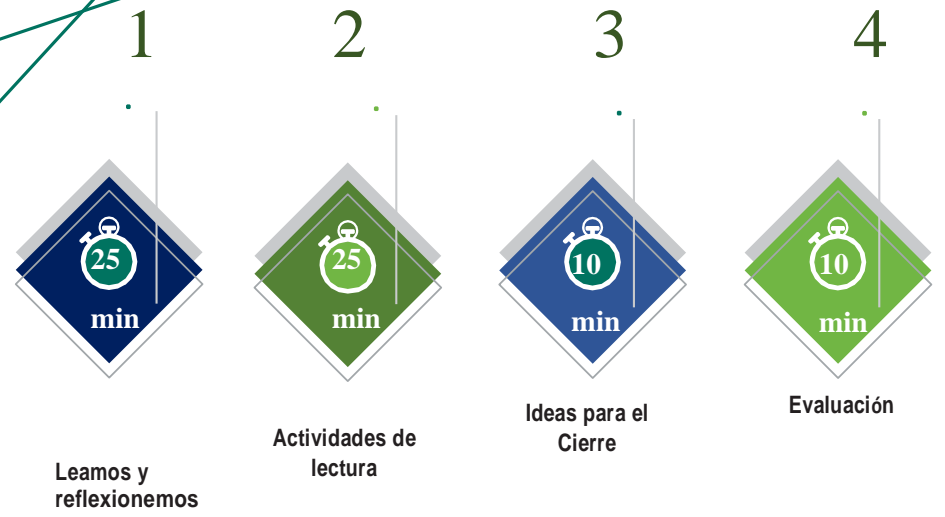 1
2
3
4
25
min
25
min
10
min
10
min
Leamos y
reflexionemos
Actividades de
lectura
Ideas para el
Cierre
Evaluación